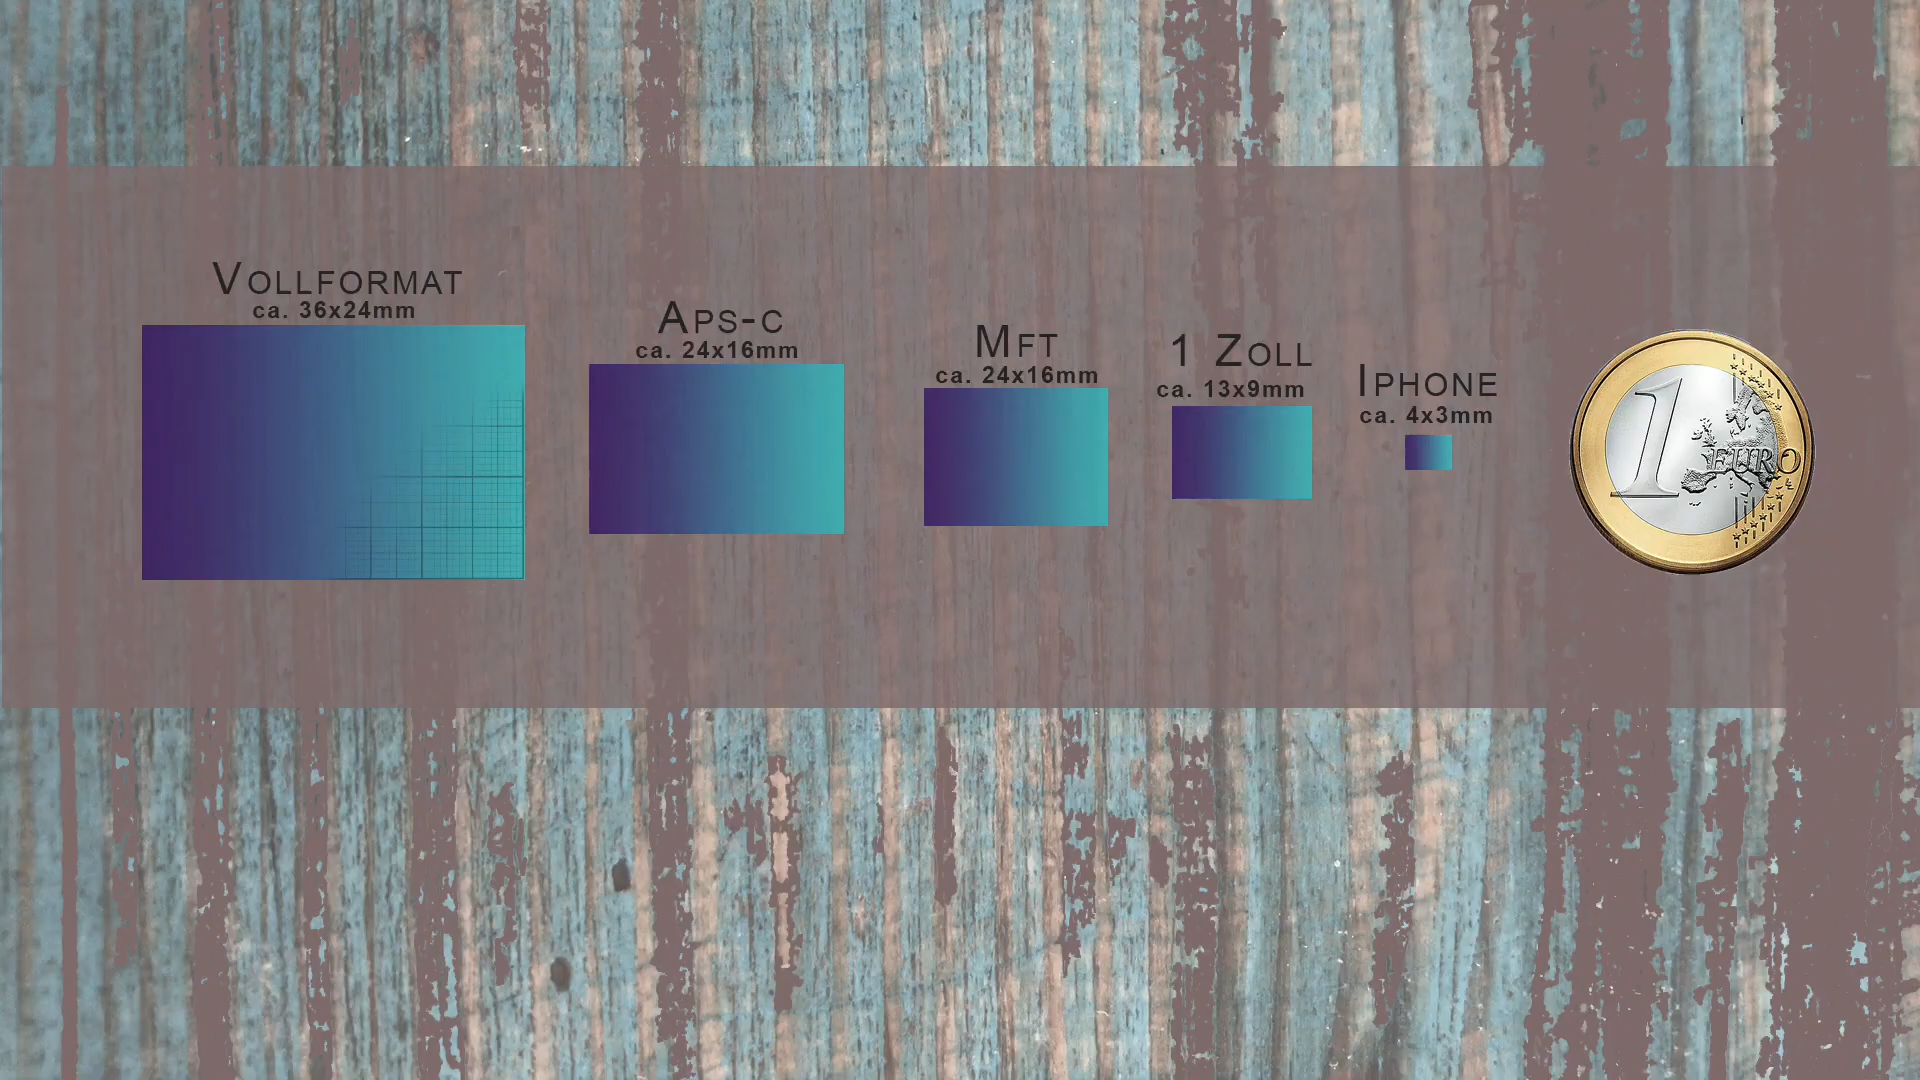 VOLLFORMAT
ca. 36x24mm
APS-C
ca. 24x16mm
MFT
ca. 24x16mm
1 ZOLL
ca. 13x9mm
IPHONE
ca. 4x3mm
1
EURO